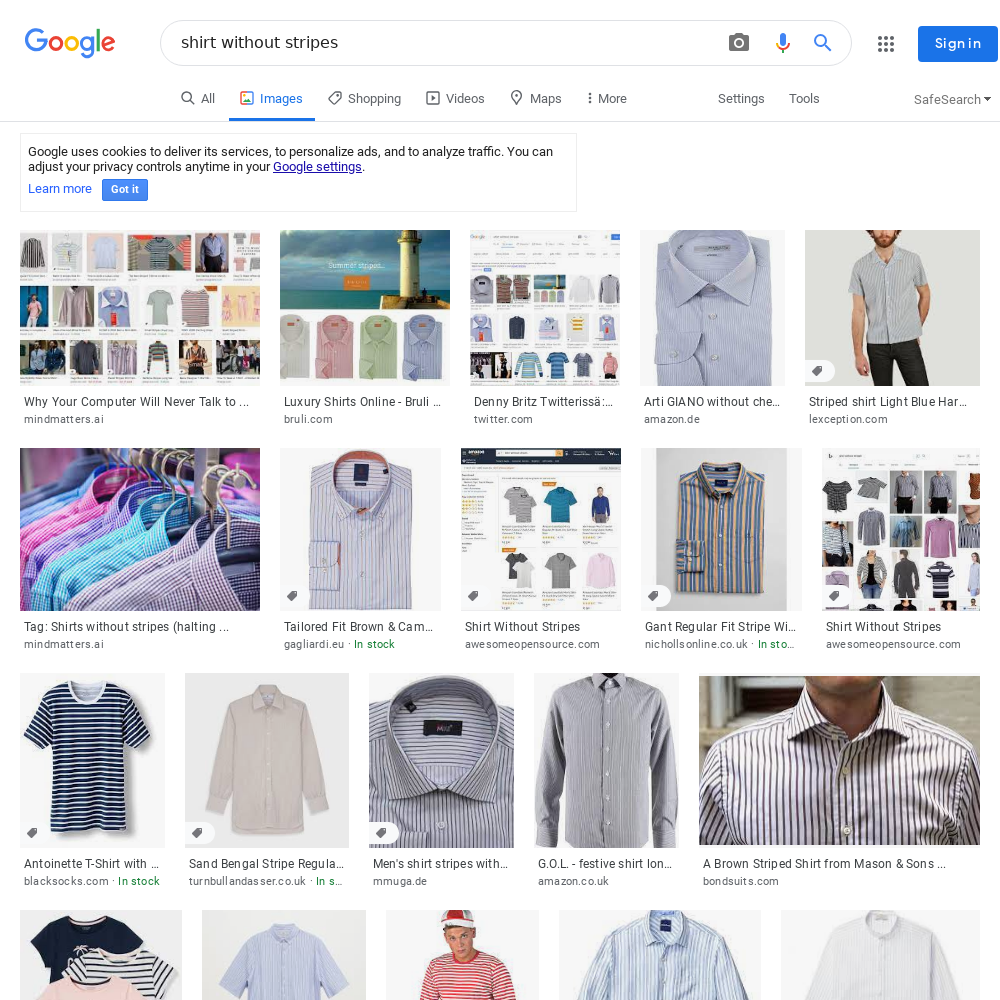 Google
shirt without stripes
Sign in
All
Images
Shopping
Videos
Maps
More
Settings
Tools
SafeSearch
Google uses cookies to deliver its services, to personalize ads, and to analyze traffic. You can
adjust your privacy controls anytime in your Google settings.
Learn more
Got it
Summer stripes..
Why Your Computer Will Never Talk to ...
mindmatters.ai
Luxury Shirts Online - Bruli ...
bruli.com
Denny Britz Twitterissä:...
twitter.com
Arti GIANO without che...
amazon.de
Striped shirt Light Blue Har...
lexception.com
Tag: Shirts without stripes (halting ...
mindmatters.ai
Tailored Fit Brown & Cam...
gagliardi.eu · In stock
Shirt Without Stripes
awesomeopensource.com
Gant Regular Fit Stripe Wi...
nichollsonline.co.uk · In sto...
Shirt Without Stripes
awesomeopensource.com
Antoinette T-Shirt with ...
blacksocks.com · In stock
Sand Bengal Stripe Regula...
turnbullandasser.co.uk · In s...
Men's shirt stripes with...
mmuga.de
G.O.L. - festive shirt lon...
amazon.co.uk
A Brown Striped Shirt from Mason & Sons ...
bondsuits.com